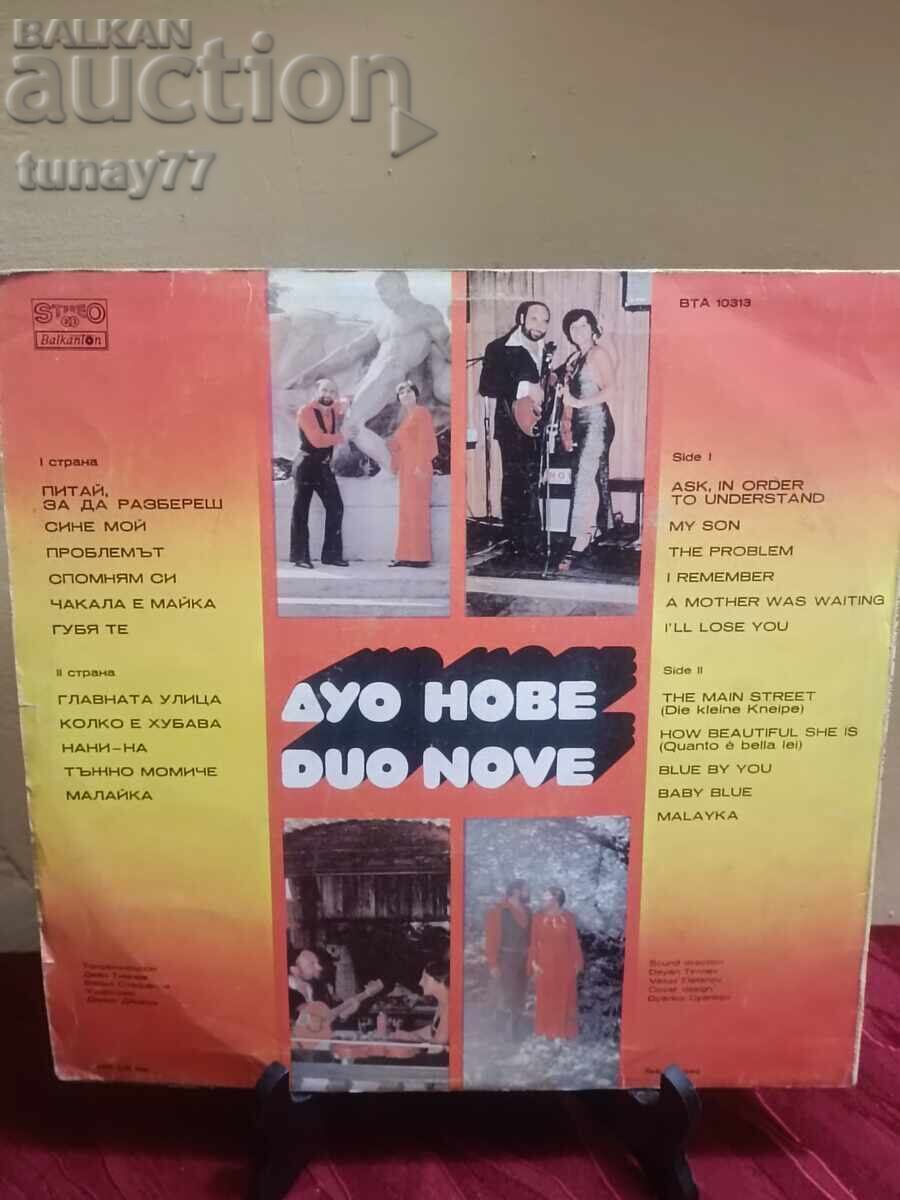 BALKAN
auction
tunay77
STEREO
Balkanton
ВТА 10313
I страна
ПИТАЙ,
ЗА ДА РАЗБЕРЕШ
СИНЕ МОЙ
ПРОБЛЕМЪТ
СПОМНЯМ СИ
ЧАКАЛА Е МАЙКА
ГУБЯ ТЕ
II страна
ГЛАВНАТА УЛИЦА
КОЛКО Е ХУБАВА
НАНИ-НА
ТЪЖНО МОМИЧЕ
МАЛАЙКА
ДУО НОВЕ
DUO NOVE
Side I
ASK, IN ORDER
TO UNDERSTAND
MY SON
THE PROBLEM
I REMEMBER
A MOTHER WAS WAITING
I'LL LOSE YOU
Side II
THE MAIN STREET
(Die kleine Kneipe)
HOW BEAUTIFUL SHE IS
(Quanto è bella lei)
BLUE BY YOU
BABY BLUE
MALAYKA
Sound direction
Cover design